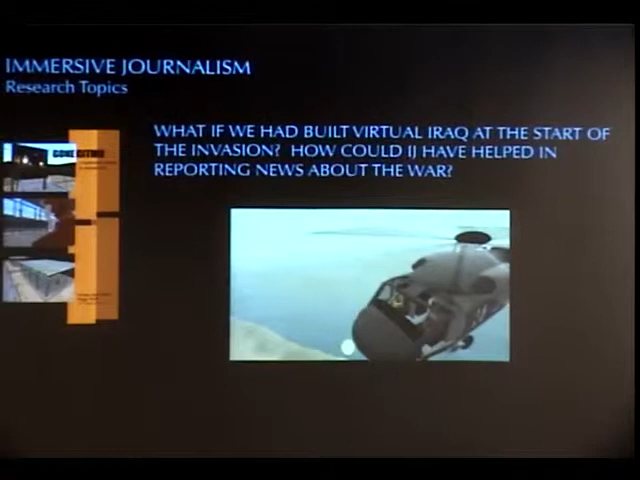 IMMERSIVE JOURNALISM
Research Topics
WHAT IF WE HAD BUILT VIRTUAL IRAQ AT THE START OF
THE INVASION? HOW COULD IJ HAVE HELPED IN
REPORTING NEWS ABOUT THE WAR?